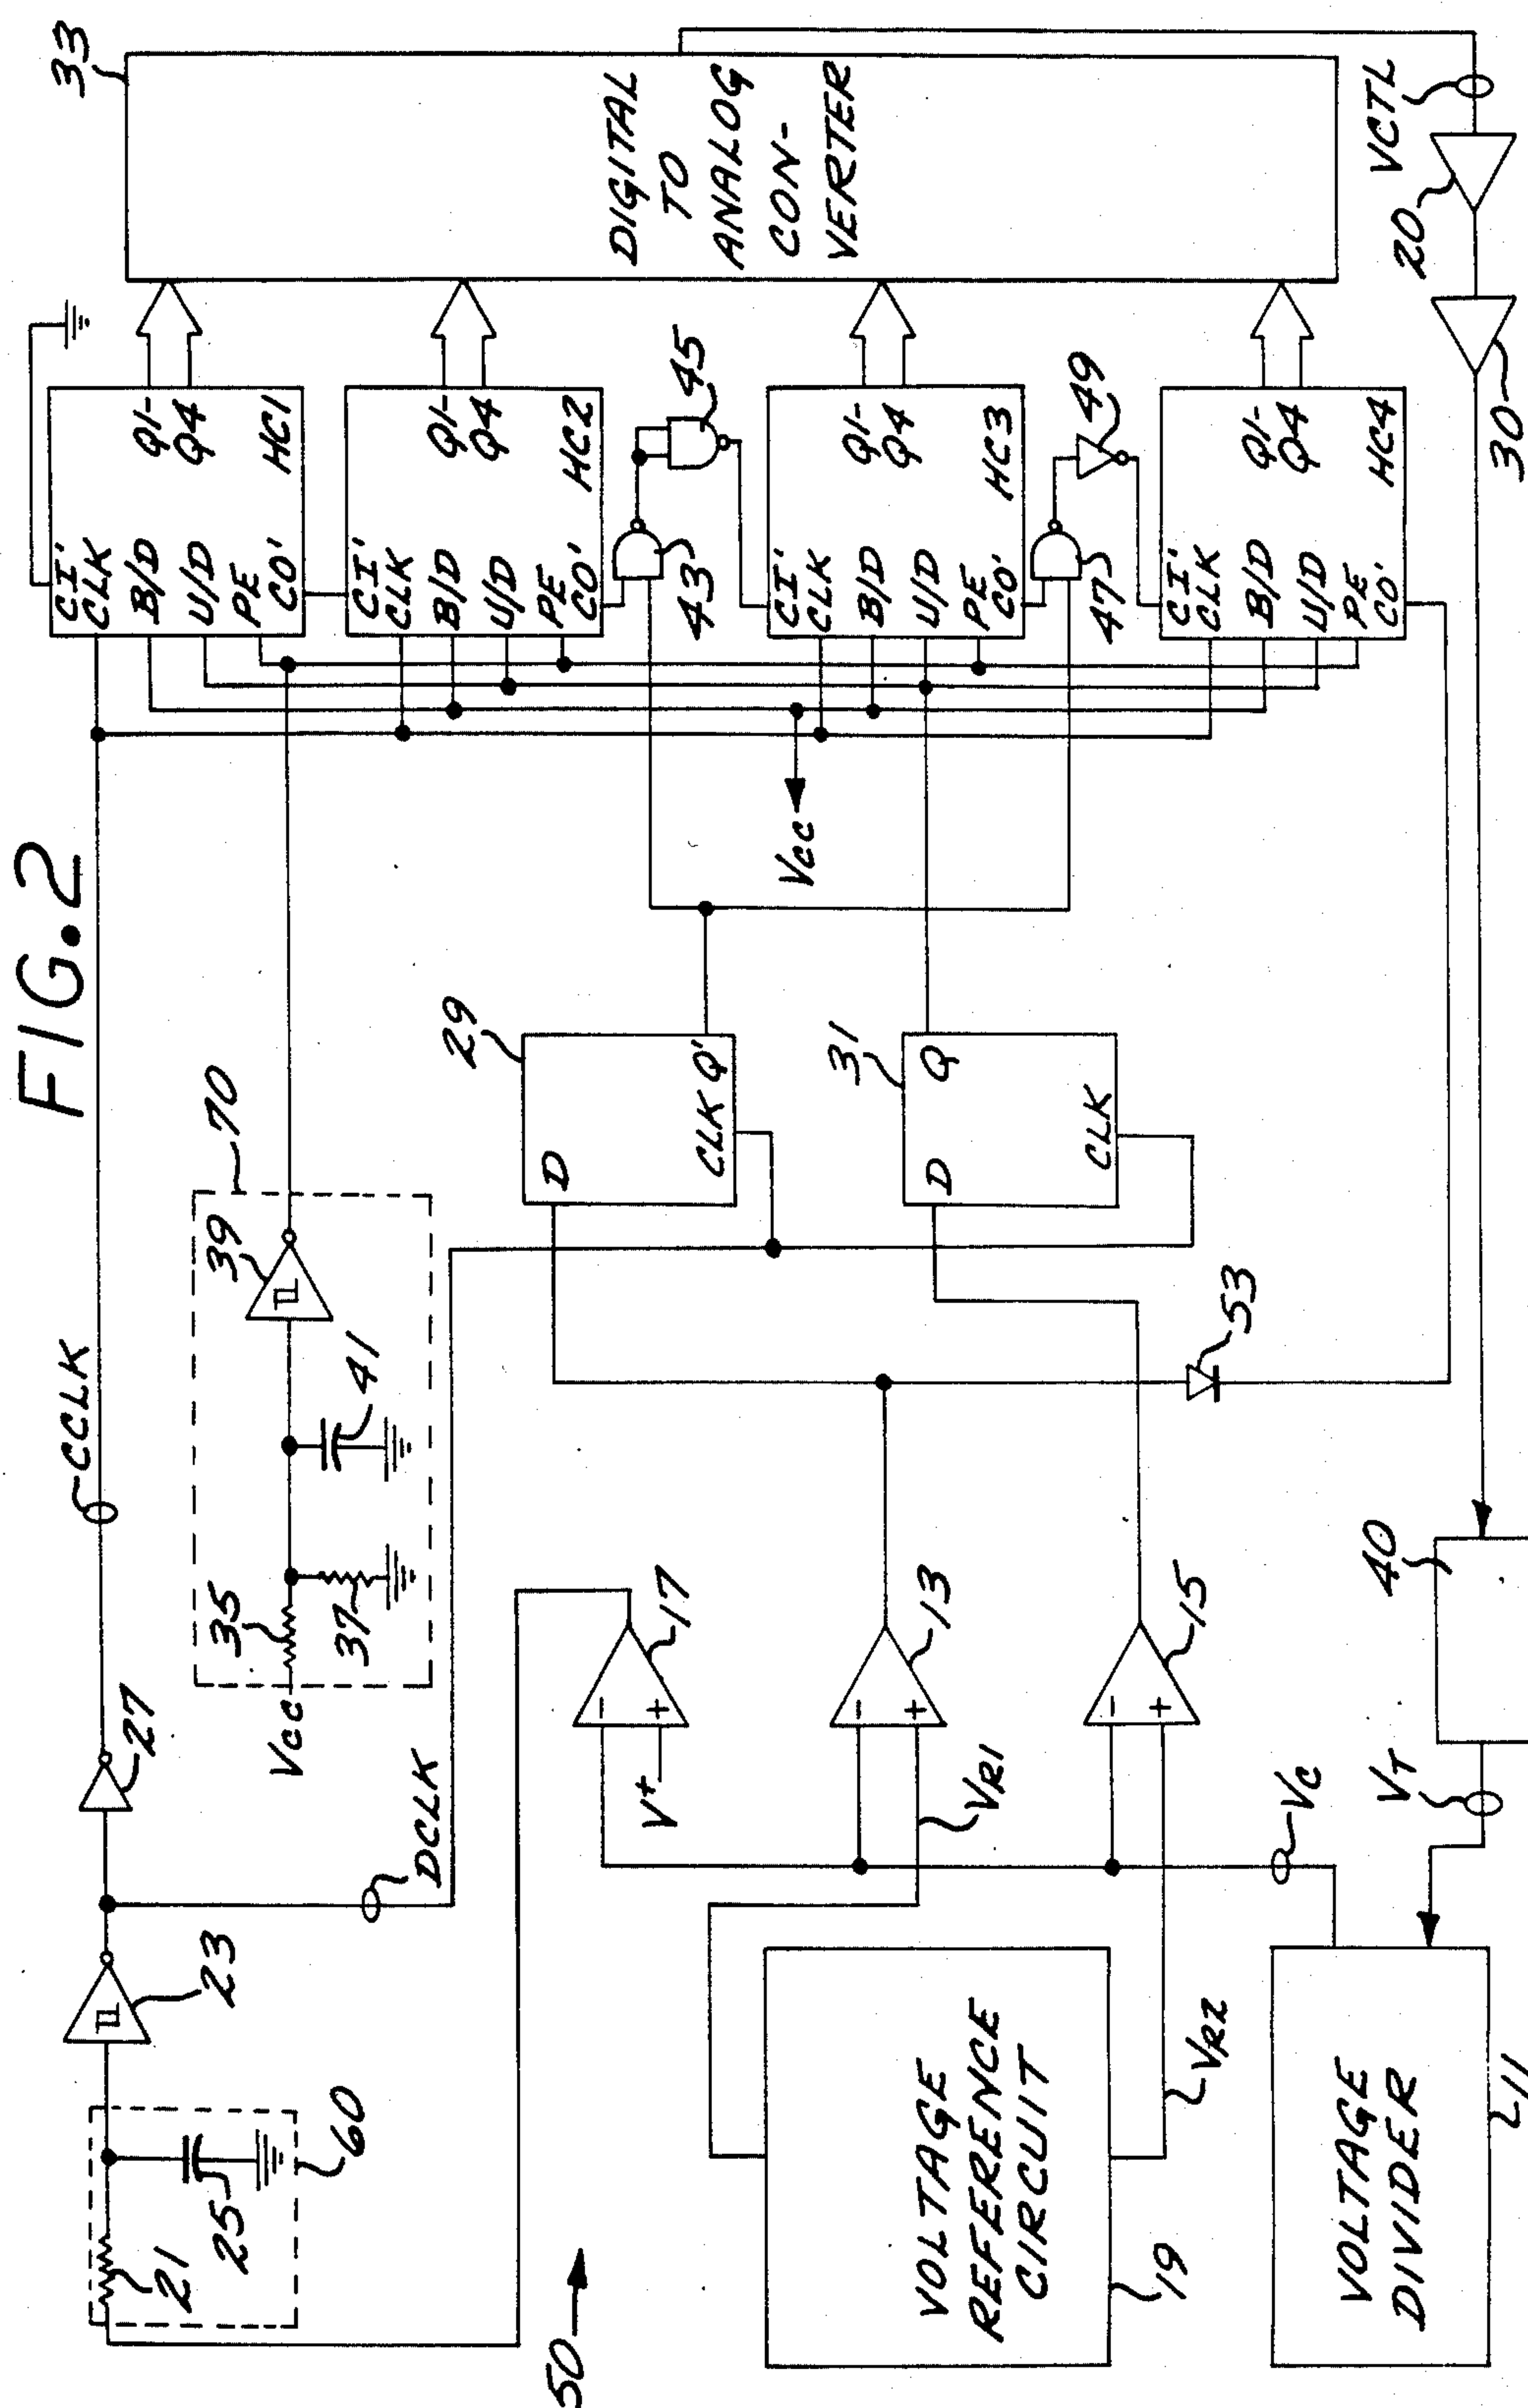 FIG. 2
33
DIGITAL
TO
ANALOG
CON-
VERTER
CI'
CLK
B/D
U/D
PE
CO'
Q1-
Q4
HC1
CI'
CLK
B/D
U/D
PE
CO'
Q1-
Q4
HC2
43
45
CI'
CLK
B/D
U/D
PE
CO'
Q1-
Q4
HC3
47
49
CI'
CLK
B/D
U/D
PE
CO'
Q1-
Q4
HC4
VCTL
20
30
CCLK
27
23
21
25
60
DCLK
70
Vcc
35
37
39
41
29
D
CLK
Q'
31
D
Q
CLK
Vcc
53
17
-
+
V+
13
-
+
VR1
15
-
+
VR2
VC
40
VT
50
VOLTAGE
REFERENCE
CIRCUIT
19
VOLTAGE
DIVIDER
11